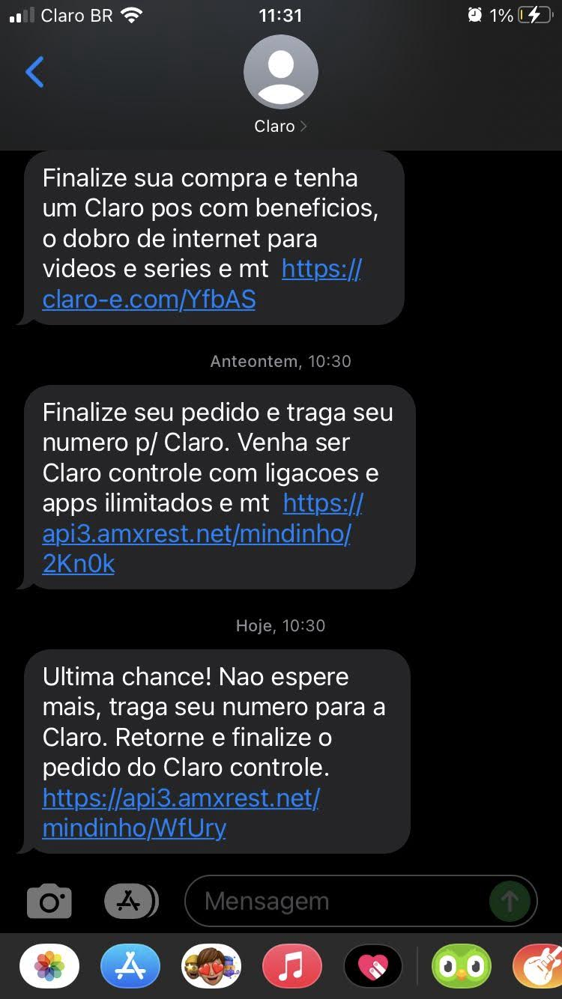 Claro BR
11:31
1%
Claro
Finalize sua compra e tenha
um Claro pos com beneficios,
o dobro de internet para
videos e series e mt https://
claro-e.com/YfbAS
Anteontem, 10:30
Finalize seu pedido e traga seu
numero p/ Claro. Venha ser
Claro controle com ligacoes e
apps ilimitados e mt https://
api3.amxrest.net/mindinho/
2Kn0k
Hoje, 10:30
Ultima chance! Nao espere
mais, traga seu numero para a
Claro. Retorne e finalize o
pedido do Claro controle.
https://api3.amxrest.net/
mindinho/WfUry
Mensagem